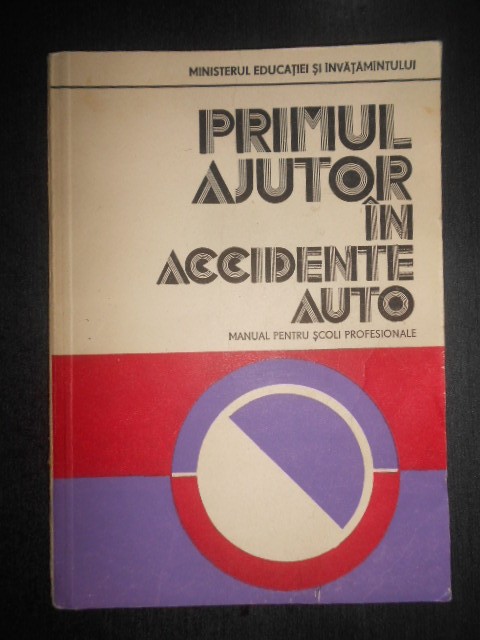 MINISTERUL EDUCAȚIEI ȘI ÎNVĂȚĂMÎNTULUI
PRIMUL
AJUTOR
ÎN
ACCIDENTE
AUTO
MANUAL PENTRU ȘCOLI PROFESIONALE